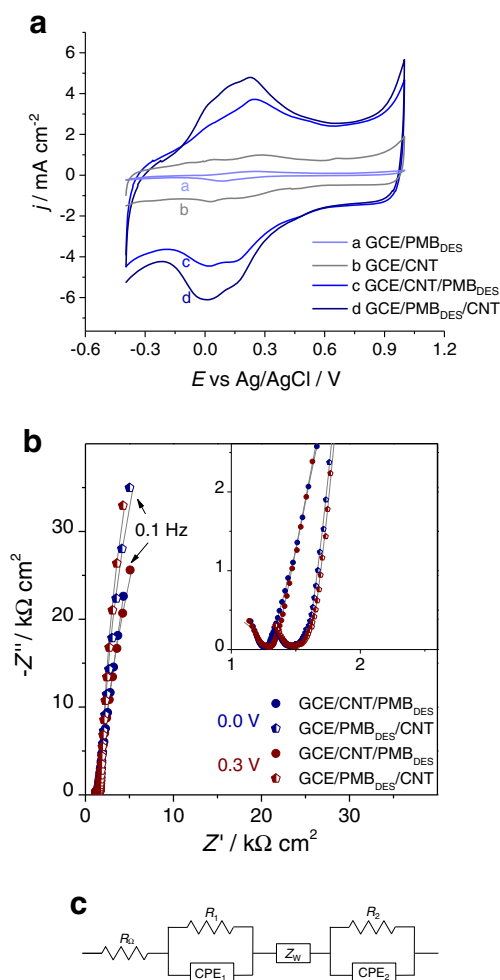 a
6
4
2
0
-2
-4
-6
j / mA cm-2
a
b
c
d
a GCE/PMBDES
b GCE/CNT
c GCE/CNT/PMBDES
d GCE/PMBDES/CNT
-0.6 -0.3 0.0 0.3 0.6 0.9 1.2
E vs Ag/AgCl / V
b
30
20
10
0
-Z'' / kΩ cm2
0.1 Hz
2
1
0
1 2
0.0 V
GCE/CNT/PMBDES
GCE/PMBDES/CNT
0.3 V
GCE/CNT/PMBDES
GCE/PMBDES/CNT
0 10 20 30
Z' / kΩ cm2
c
RΩ
R1
CPE1
ZW
R2
CPE2